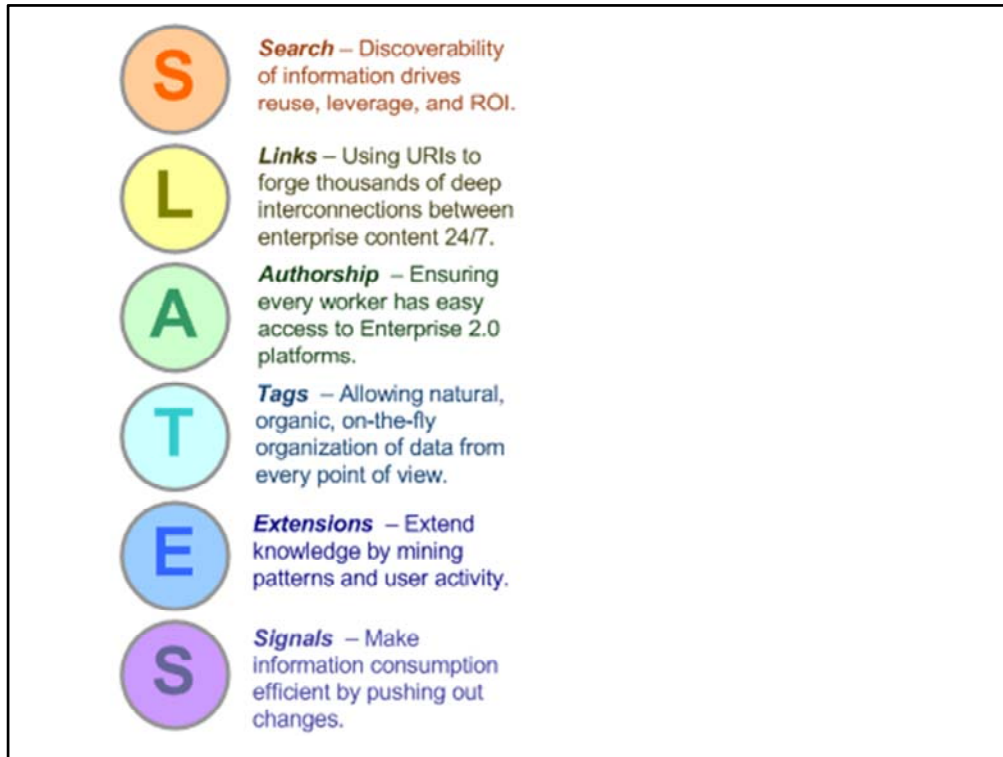 S
Search – Discoverability
of information drives
reuse, leverage, and ROI.
L
Links – Using URIs to
forge thousands of deep
interconnections between
enterprise content 24/7.
A
Authorship – Ensuring
every worker has easy
access to Enterprise 2.0
platforms.
T
Tags – Allowing natural,
organic, on-the-fly
organization of data from
every point of view.
E
Extensions – Extend
knowledge by mining
patterns and user activity.
S
Signals – Make
information consumption
efficient by pushing out
changes.